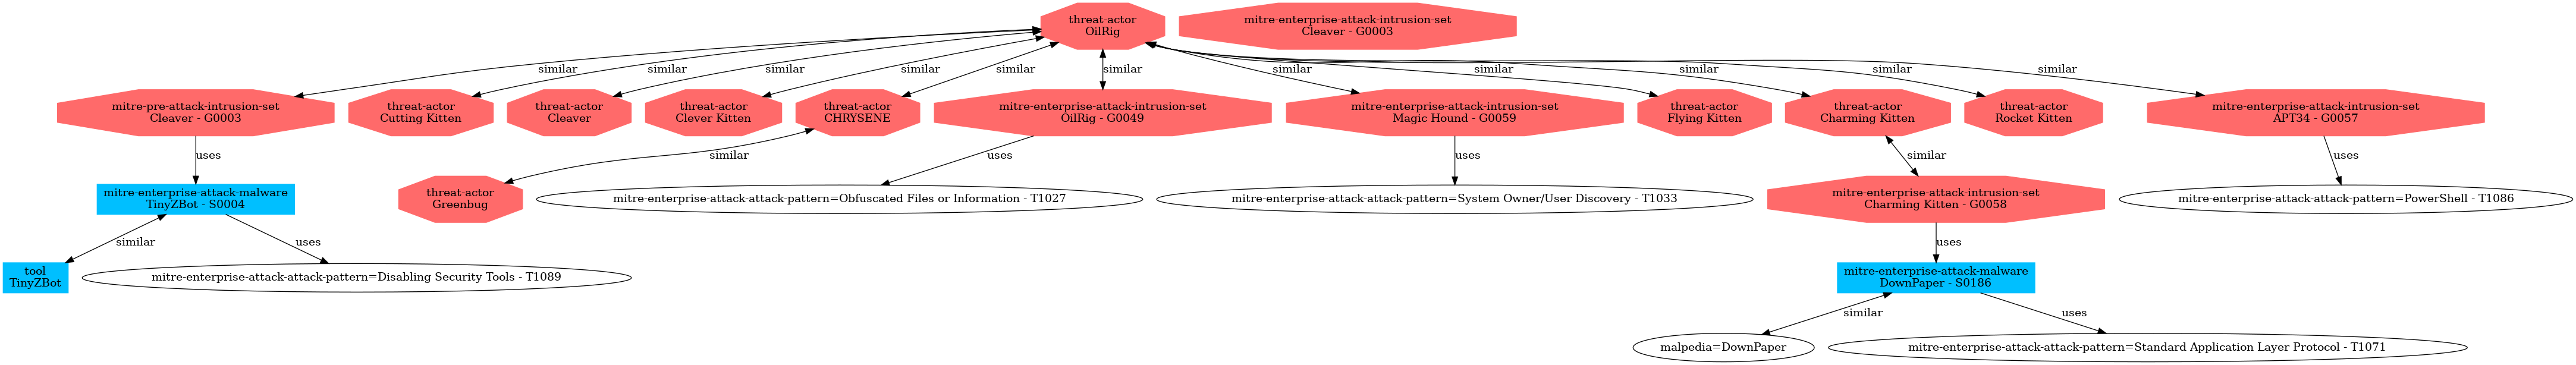 threat-actor
OilRig
mitre-enterprise-attack-intrusion-set
Cleaver - G0003
similar
similar
similar
similar
similar
similar
similar
similar
similar
similar
similar
mitre-pre-attack-intrusion-set
Cleaver - G0003
threat-actor
Cutting Kitten
threat-actor
Cleaver
threat-actor
Clever Kitten
threat-actor
CHRYSENE
mitre-enterprise-attack-intrusion-set
OilRig - G0049
mitre-enterprise-attack-intrusion-set
Magic Hound - G0059
threat-actor
Flying Kitten
threat-actor
Charming Kitten
threat-actor
Rocket Kitten
mitre-enterprise-attack-intrusion-set
APT34 - G0057
uses
similar
uses
uses
similar
uses
mitre-enterprise-attack-malware
TinyZBot - S0004
threat-actor
Greenbug
mitre-enterprise-attack-attack-pattern=Obfuscated Files or Information - T1027
mitre-enterprise-attack-attack-pattern=System Owner/User Discovery - T1033
mitre-enterprise-attack-intrusion-set
Charming Kitten - G0058
mitre-enterprise-attack-attack-pattern=PowerShell - T1086
similar
uses
uses
tool
TinyZBot
mitre-enterprise-attack-attack-pattern=Disabling Security Tools - T1089
mitre-enterprise-attack-malware
DownPaper - S0186
similar
uses
malpedia=DownPaper
mitre-enterprise-attack-attack-pattern=Standard Application Layer Protocol - T1071